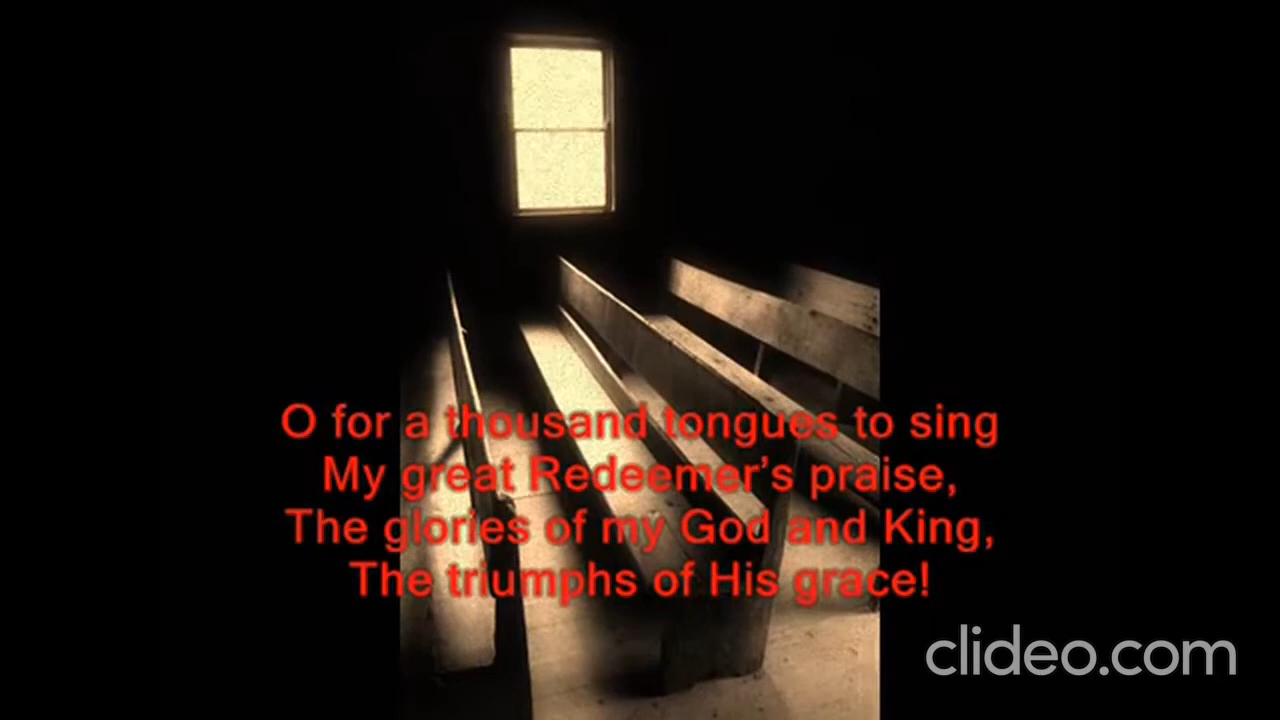 O for a thousand tongues to sing
My great Redeemer’s praise,
The glories of my God and King,
The triumphs of His grace!
clideo.com